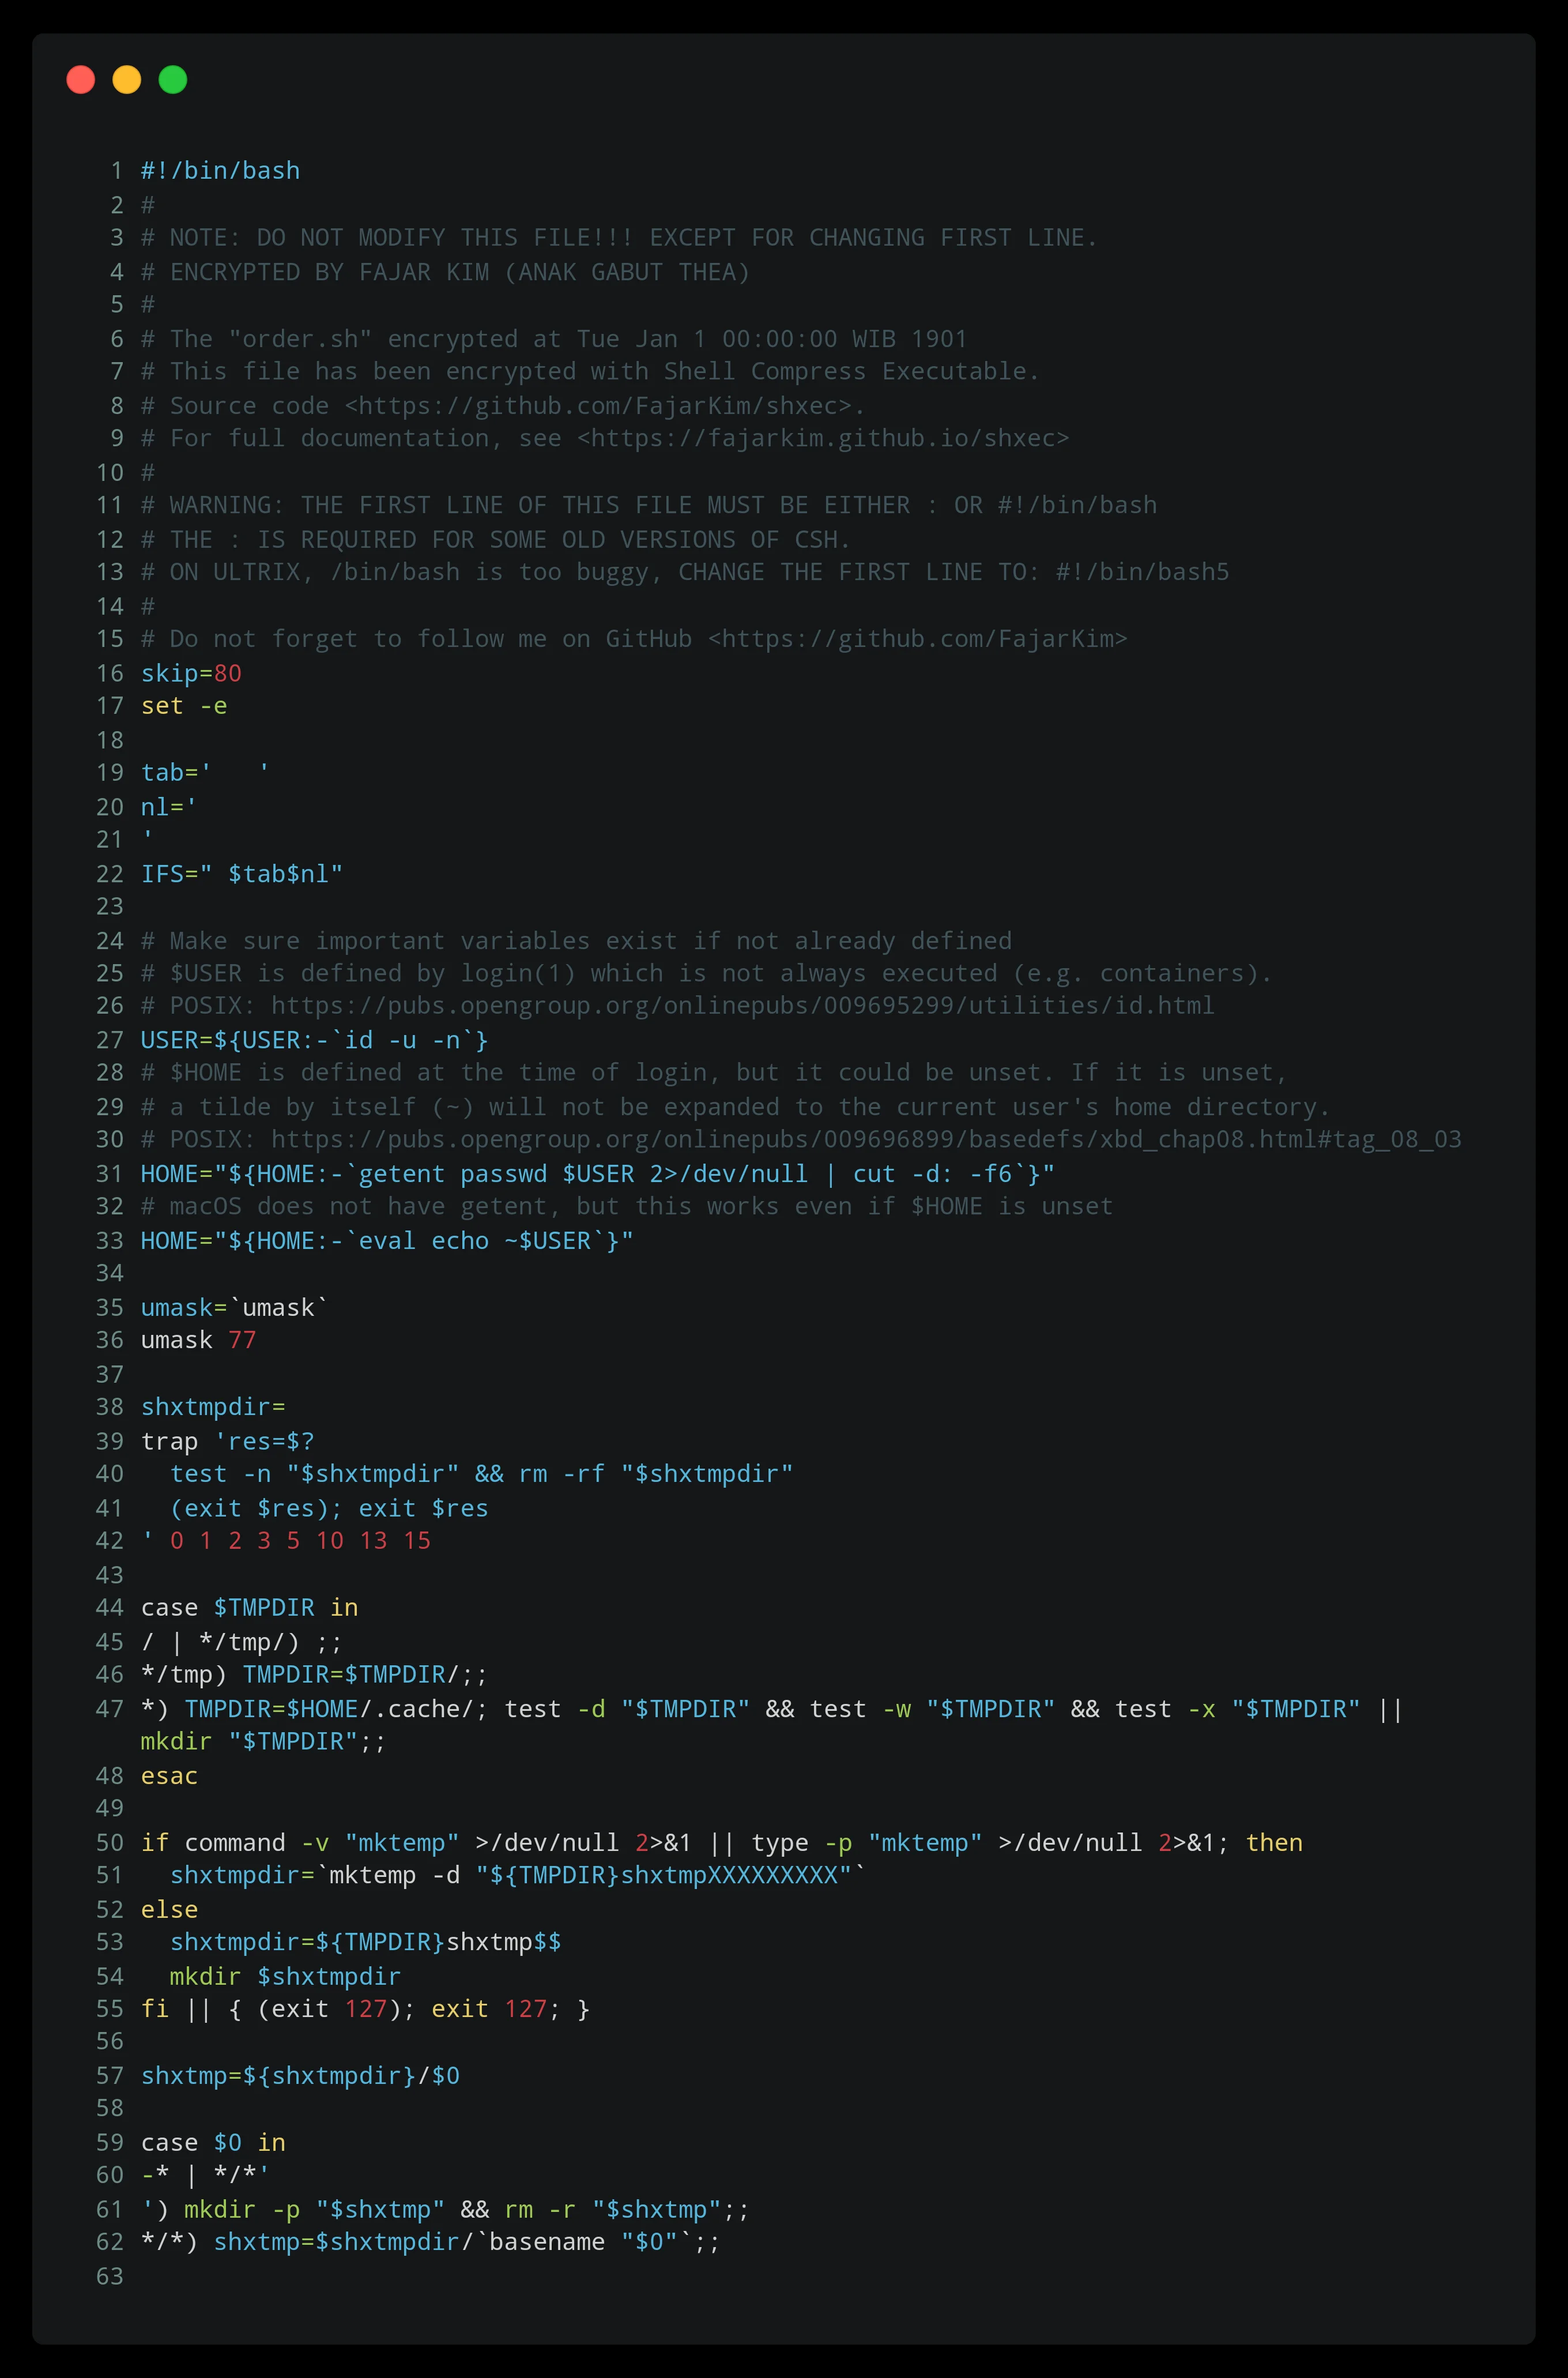 1 #!/bin/bash
2 #
3 # NOTE: DO NOT MODIFY THIS FILE!!! EXCEPT FOR CHANGING FIRST LINE.
4 # ENCRYPTED BY FAJAR KIM (ANAK GABUT THEA)
5 #
6 # The "order.sh" encrypted at Tue Jan 1 00:00:00 WIB 1901
7 # This file has been encrypted with Shell Compress Executable.
8 # Source code <https://github.com/FajarKim/shxec>.
9 # For full documentation, see <https://fajarkim.github.io/shxec>
10 #
11 # WARNING: THE FIRST LINE OF THIS FILE MUST BE EITHER : OR #!/bin/bash
12 # THE : IS REQUIRED FOR SOME OLD VERSIONS OF CSH.
13 # ON ULTRIX, /bin/bash is too buggy, CHANGE THE FIRST LINE TO: #!/bin/bash5
14 #
15 # Do not forget to follow me on GitHub <https://github.com/FajarKim>
16 skip=80
17 set -e
18
19 tab='   '
20 nl='
21 '
22 IFS=" $tab$nl"
23
24 # Make sure important variables exist if not already defined
25 # $USER is defined by login(1) which is not always executed (e.g. containers).
26 # POSIX: https://pubs.opengroup.org/onlinepubs/009695299/utilities/id.html
27 USER=${USER:-`id -u -n`}
28 # $HOME is defined at the time of login, but it could be unset. If it is unset,
29 # a tilde by itself (~) will not be expanded to the current user's home directory.
30 # POSIX: https://pubs.opengroup.org/onlinepubs/009696899/basedefs/xbd_chap08.html#tag_08_03
31 HOME="${HOME:-`getent passwd $USER 2>/dev/null | cut -d: -f6`}"
32 # macOS does not have getent, but this works even if $HOME is unset
33 HOME="${HOME:-`eval echo ~$USER`}"
34
35 umask=`umask`
36 umask 77
37
38 shxtmpdir=
39 trap 'res=$?
40   test -n "$shxtmpdir" && rm -rf "$shxtmpdir"
41   (exit $res); exit $res
42 ' 0 1 2 3 5 10 13 15
43
44 case $TMPDIR in
45 / | */tmp/) ;;
46 */tmp) TMPDIR=$TMPDIR/;;
47 *) TMPDIR=$HOME/.cache/; test -d "$TMPDIR" && test -w "$TMPDIR" && test -x "$TMPDIR" ||
mkdir "$TMPDIR";;
48 esac
49
50 if command -v "mktemp" >/dev/null 2>&1 || type -p "mktemp" >/dev/null 2>&1; then
51   shxtmpdir=`mktemp -d "${TMPDIR}shxtmpXXXXXXXXX"`
52 else
53   shxtmpdir=${TMPDIR}shxtmp$$
54   mkdir $shxtmpdir
55 fi || { (exit 127); exit 127; }
56
57 shxtmp=${shxtmpdir}/$0
58
59 case $0 in
60 -* | */*'
61 ') mkdir -p "$shxtmp" && rm -r "$shxtmp";;
62 */*) shxtmp=$shxtmpdir/`basename "$0"`;;
63